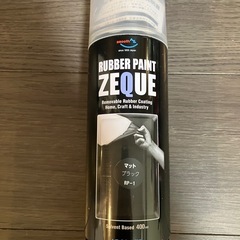 RUBBER PAINT
ZEQUE
Removable Rubber Coating
Home, Craft & Industry
マット
ブラック
RP-1
Solvent Based 400ml